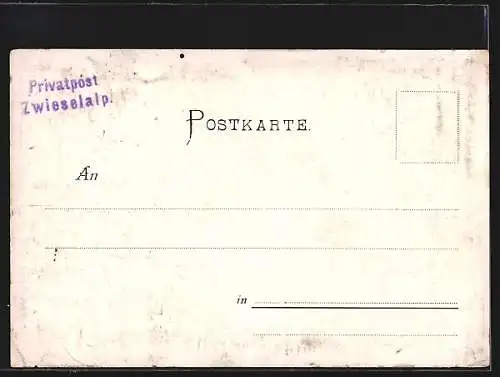 Privatpost
Zwieselalp.
POSTKARTE.
An
in